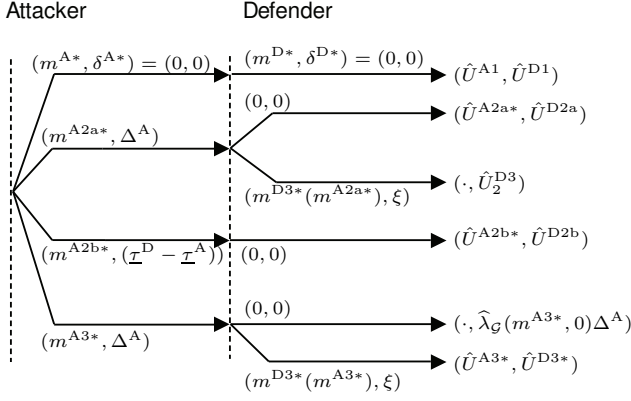 Attacker Defender
(m^{A*}, δ^{A*}) = (0, 0) (m^{D*}, δ^{D*}) = (0, 0) (Û^{A1}, Û^{D1})
(0, 0) (Û^{A2a*}, Û^{D2a})
(m^{A2a*}, Δ^A)
(m^{D3*}(m^{A2a*}), ξ) (·, Û_2^{D3})
(m^{A2b*}, (τ̲^D − τ̲^A)) (0, 0) (Û^{A2b*}, Û^{D2b})
(0, 0) (·, λ̂_𝒢(m^{A3*}, 0)Δ^A)
(m^{A3*}, Δ^A)
(m^{D3*}(m^{A3*}), ξ) (Û^{A3*}, Û^{D3*})